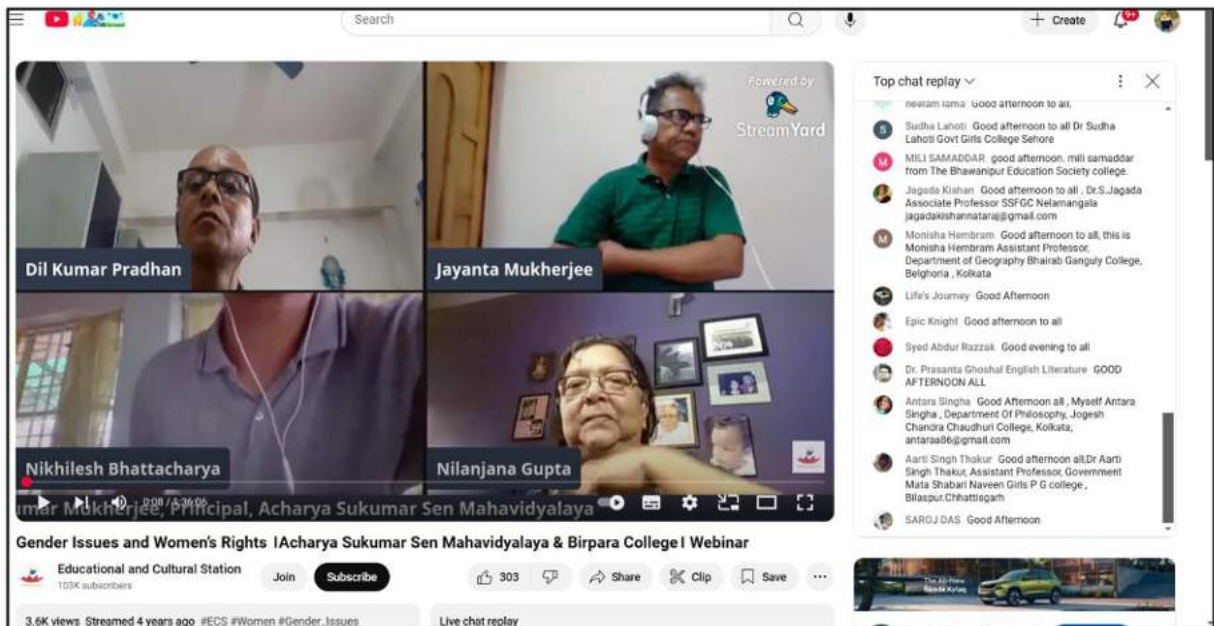 Search
Create
9+
Powered by
StreamYard
Dil Kumar Pradhan
Jayanta Mukherjee
Nikhilesh Bhattacharya
Nilanjana Gupta
0:08 / 1:36:06
umar Mukherjee, Principal, Acharya Sukumar Sen Mahavidyalaya
Gender Issues and Women's Rights |Acharya Sukumar Sen Mahavidyalaya & Birpara College| Webinar
Educational and Cultural Station
103K subscribers
Join
Subscribe
303
Share
Clip
Save
3.6K views Streamed 4 years ago #ECS #Women #Gender_Issues
Live chat replay
Top chat replay
neelam lama Good afternoon to all,
S
Sudha Lahoti Good afternoon to all Dr Sudha
Lahoti Govt Girls College Sehore
M
MILI SAMADDAR good afternoon. mili samaddar
from The Bhawanipur Education Society college.
Jagada Kishan Good afternoon to all , Dr.S.Jagada
Associate Professor SSFGC Nelamangala
jagadakishannataraj@gmail.com
M
Monisha Hembram Good afternoon to all, this is
Monisha Hembram Assistant Professor,
Department of Geography Bhairab Ganguly College,
Belghoria , Kolkata
Life's Journey Good Afternoon
Epic Knight Good afternoon to all
Syed Abdur Razzak Good evening to all
Dr. Prasanta Ghoshal English Literature GOOD
AFTERNOON ALL
Antara Singha Good Afternoon all , Myself Antara
Singha , Department Of Philosophy, Jogesh
Chandra Chaudhuri College, Kolkata,
antaraa86@gmail.com
Aarti Singh Thakur Good afternoon all,Dr Aarti
Singh Thakur, Assistant Professor, Government
Mata Shabari Naveen Girls P G college ,
Bilaspur.Chhattisgarh
SAROJ DAS Good Afternoon
The All-New